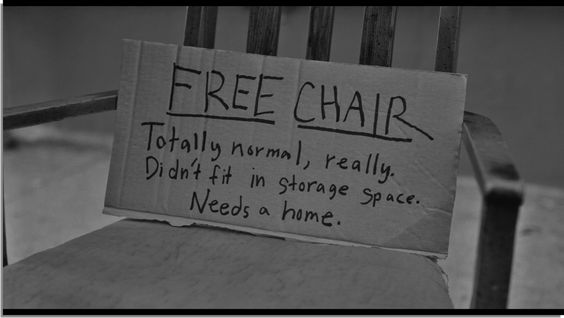 FREE CHAIR
Totally normal, really.
Didn't fit in storage space.
Needs a home.